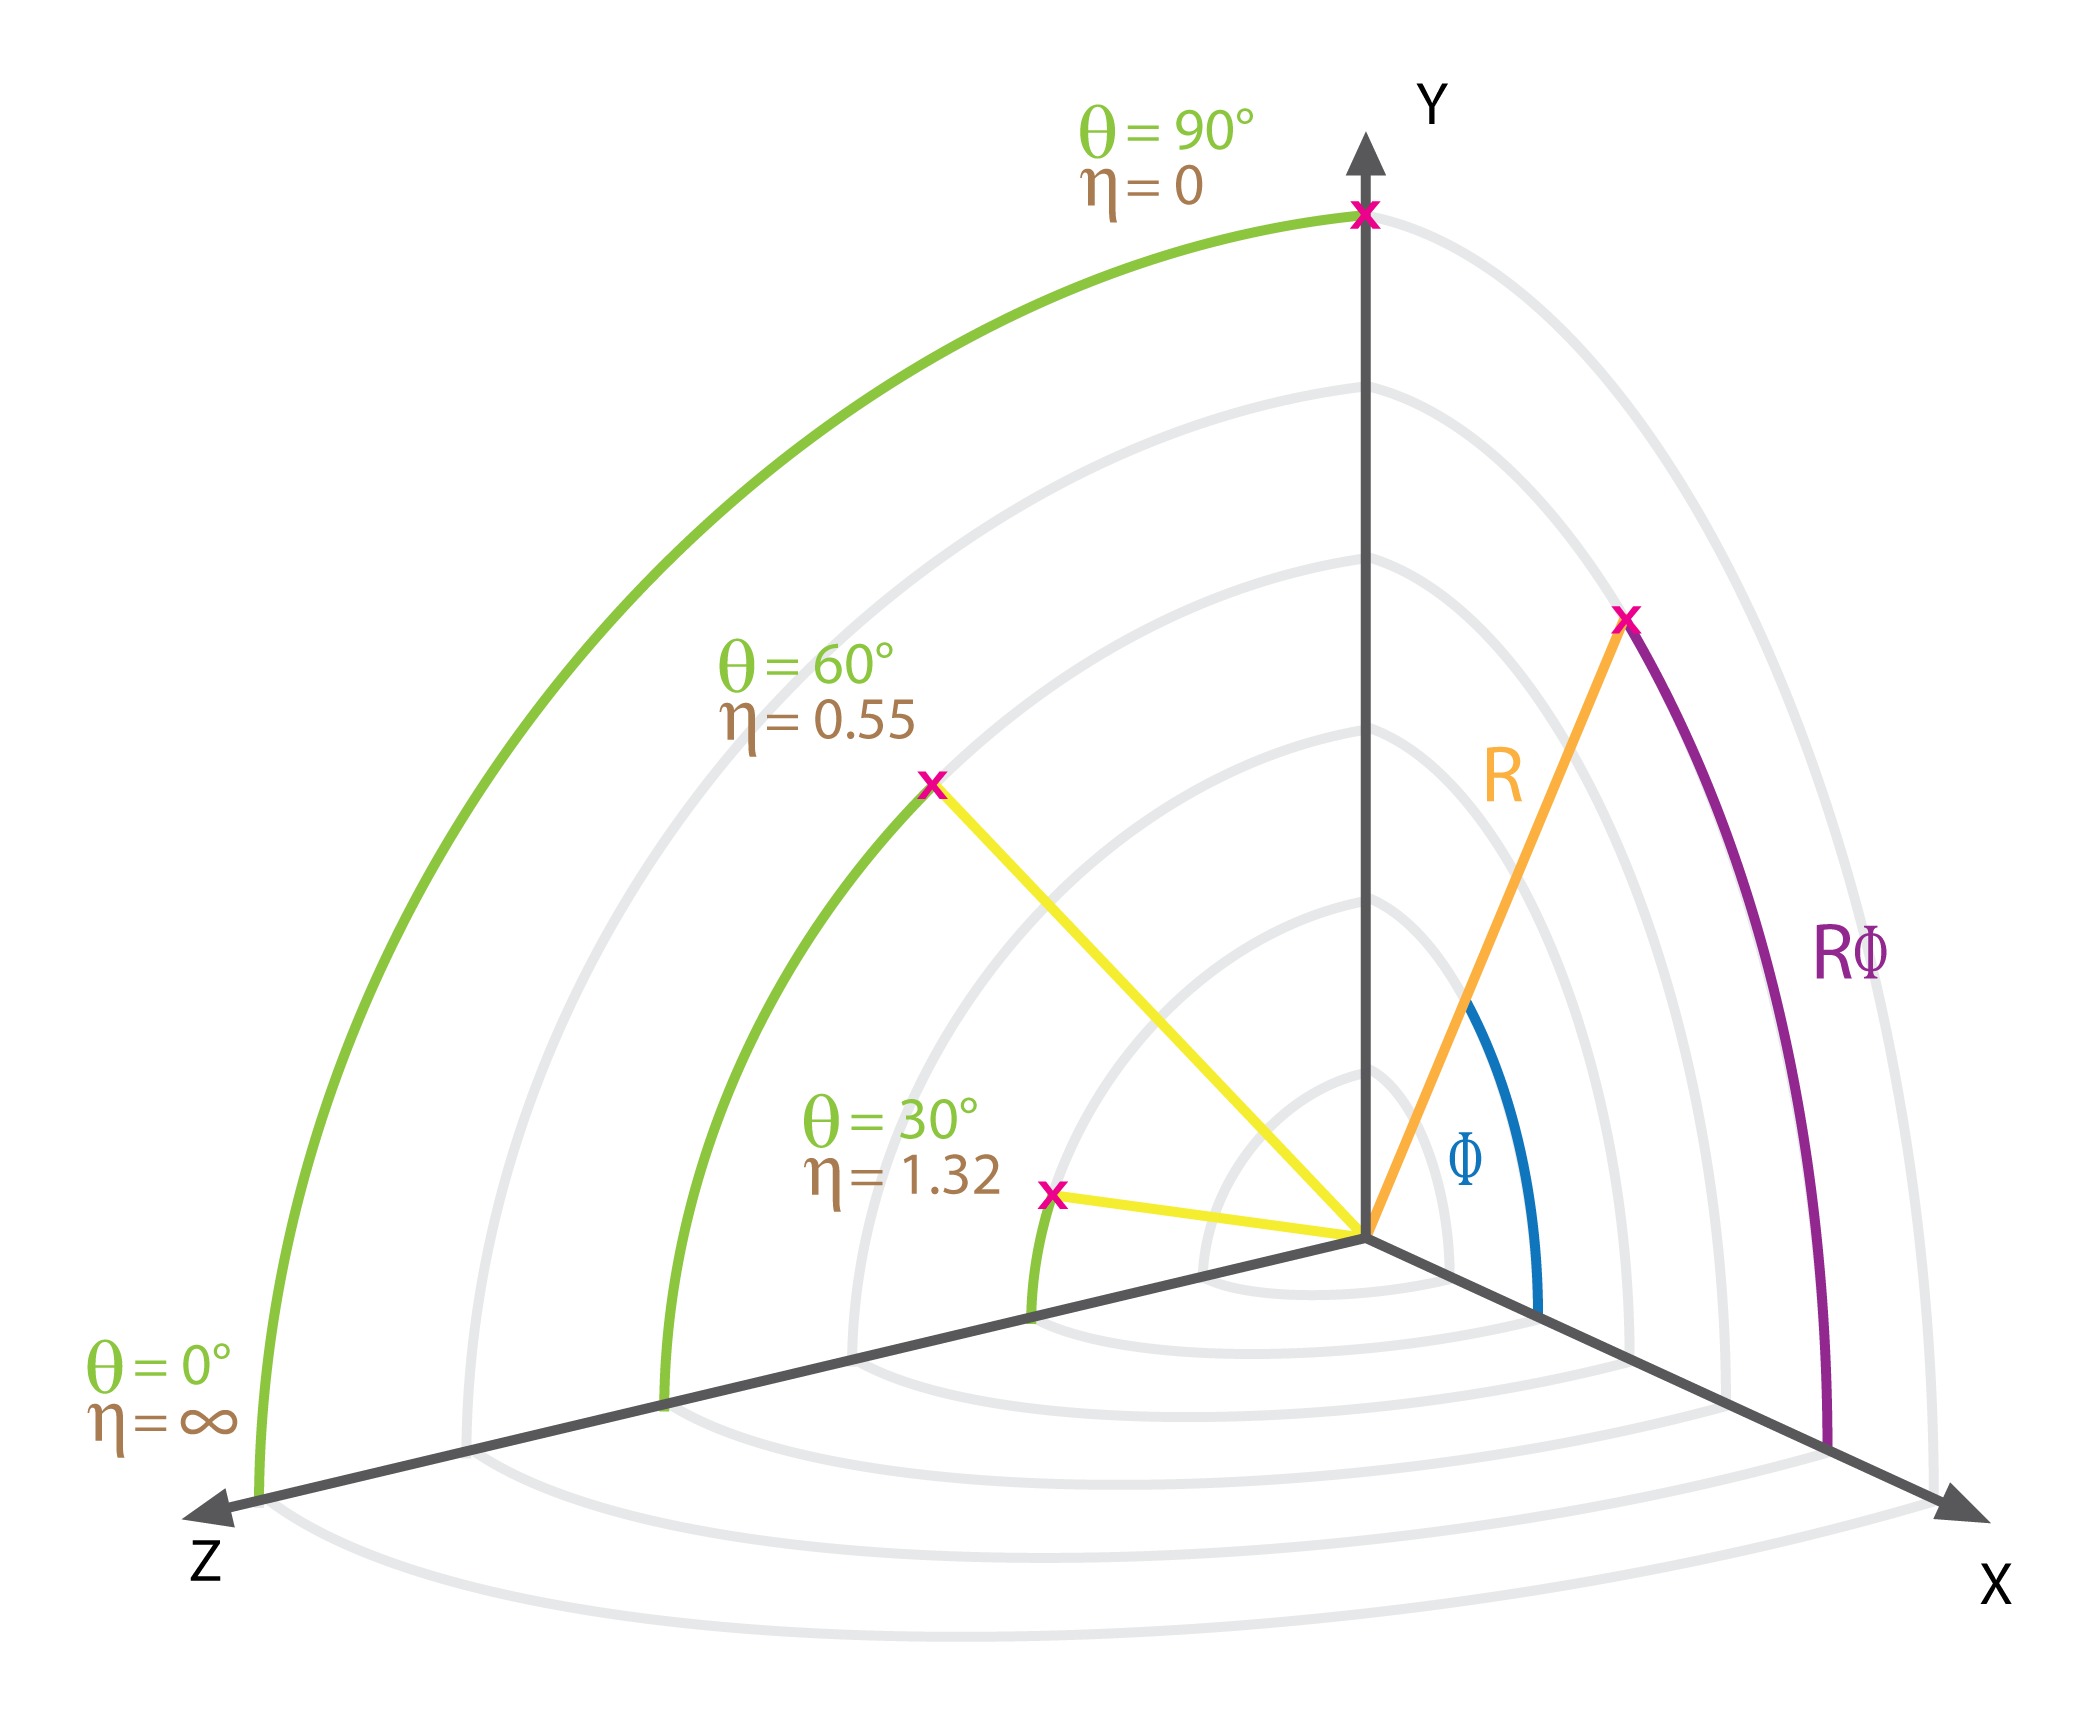 Y
θ = 90°
η = 0
θ = 60°
η = 0.55
R
RΦ
θ = 30°
η = 1.32
Φ
θ = 0°
η = ∞
Z
X